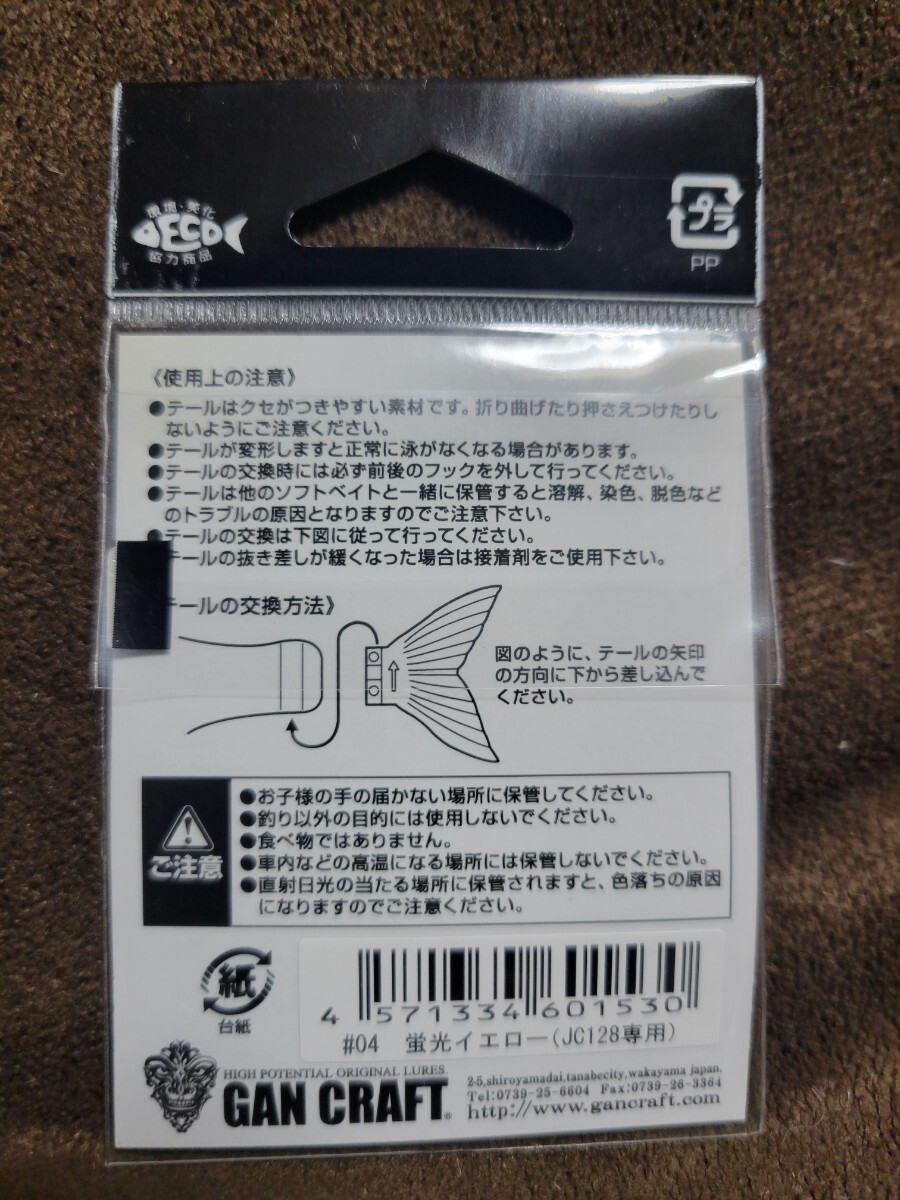 環境・美化
ECO
協力商品
プラ
PP
《使用上の注意》
●テールはクセがつきやすい素材です。折り曲げたり押さえつけたりし
ないようにご注意ください。
●テールが変形しますと正常に泳がなくなる場合があります。
●テールの交換時には必ず前後のフックを外して行ってください。
●テールは他のソフトベイトと一緒に保管すると溶解、染色、脱色など
のトラブルの原因となりますのでご注意下さい。
●テールの交換は下図に従って行ってください。
テールの抜き差しが緩くなった場合は接着剤をご使用下さい。
テールの交換方法》
図のように、テールの矢印
の方向に下から差し込んで
ください。
ご注意
●お子様の手の届かない場所に保管してください。
●釣り以外の目的には使用しないでください。
●食べ物ではありません。
●車内などの高温になる場所には保管しないでください。
●直射日光の当たる場所に保管されますと、色落ちの原因
になりますのでご注意ください。
紙
台紙
4 571334 601530
#04 蛍光イエロー(JC128専用)
HIGH POTENTIAL ORIGINAL LURES.
GAN CRAFT®
2-5,shiroyamadai,tanabecity,wakayama japan.
Tel:0739-25-6604 Fax:0739-26-3364
http://www.gancraft.com